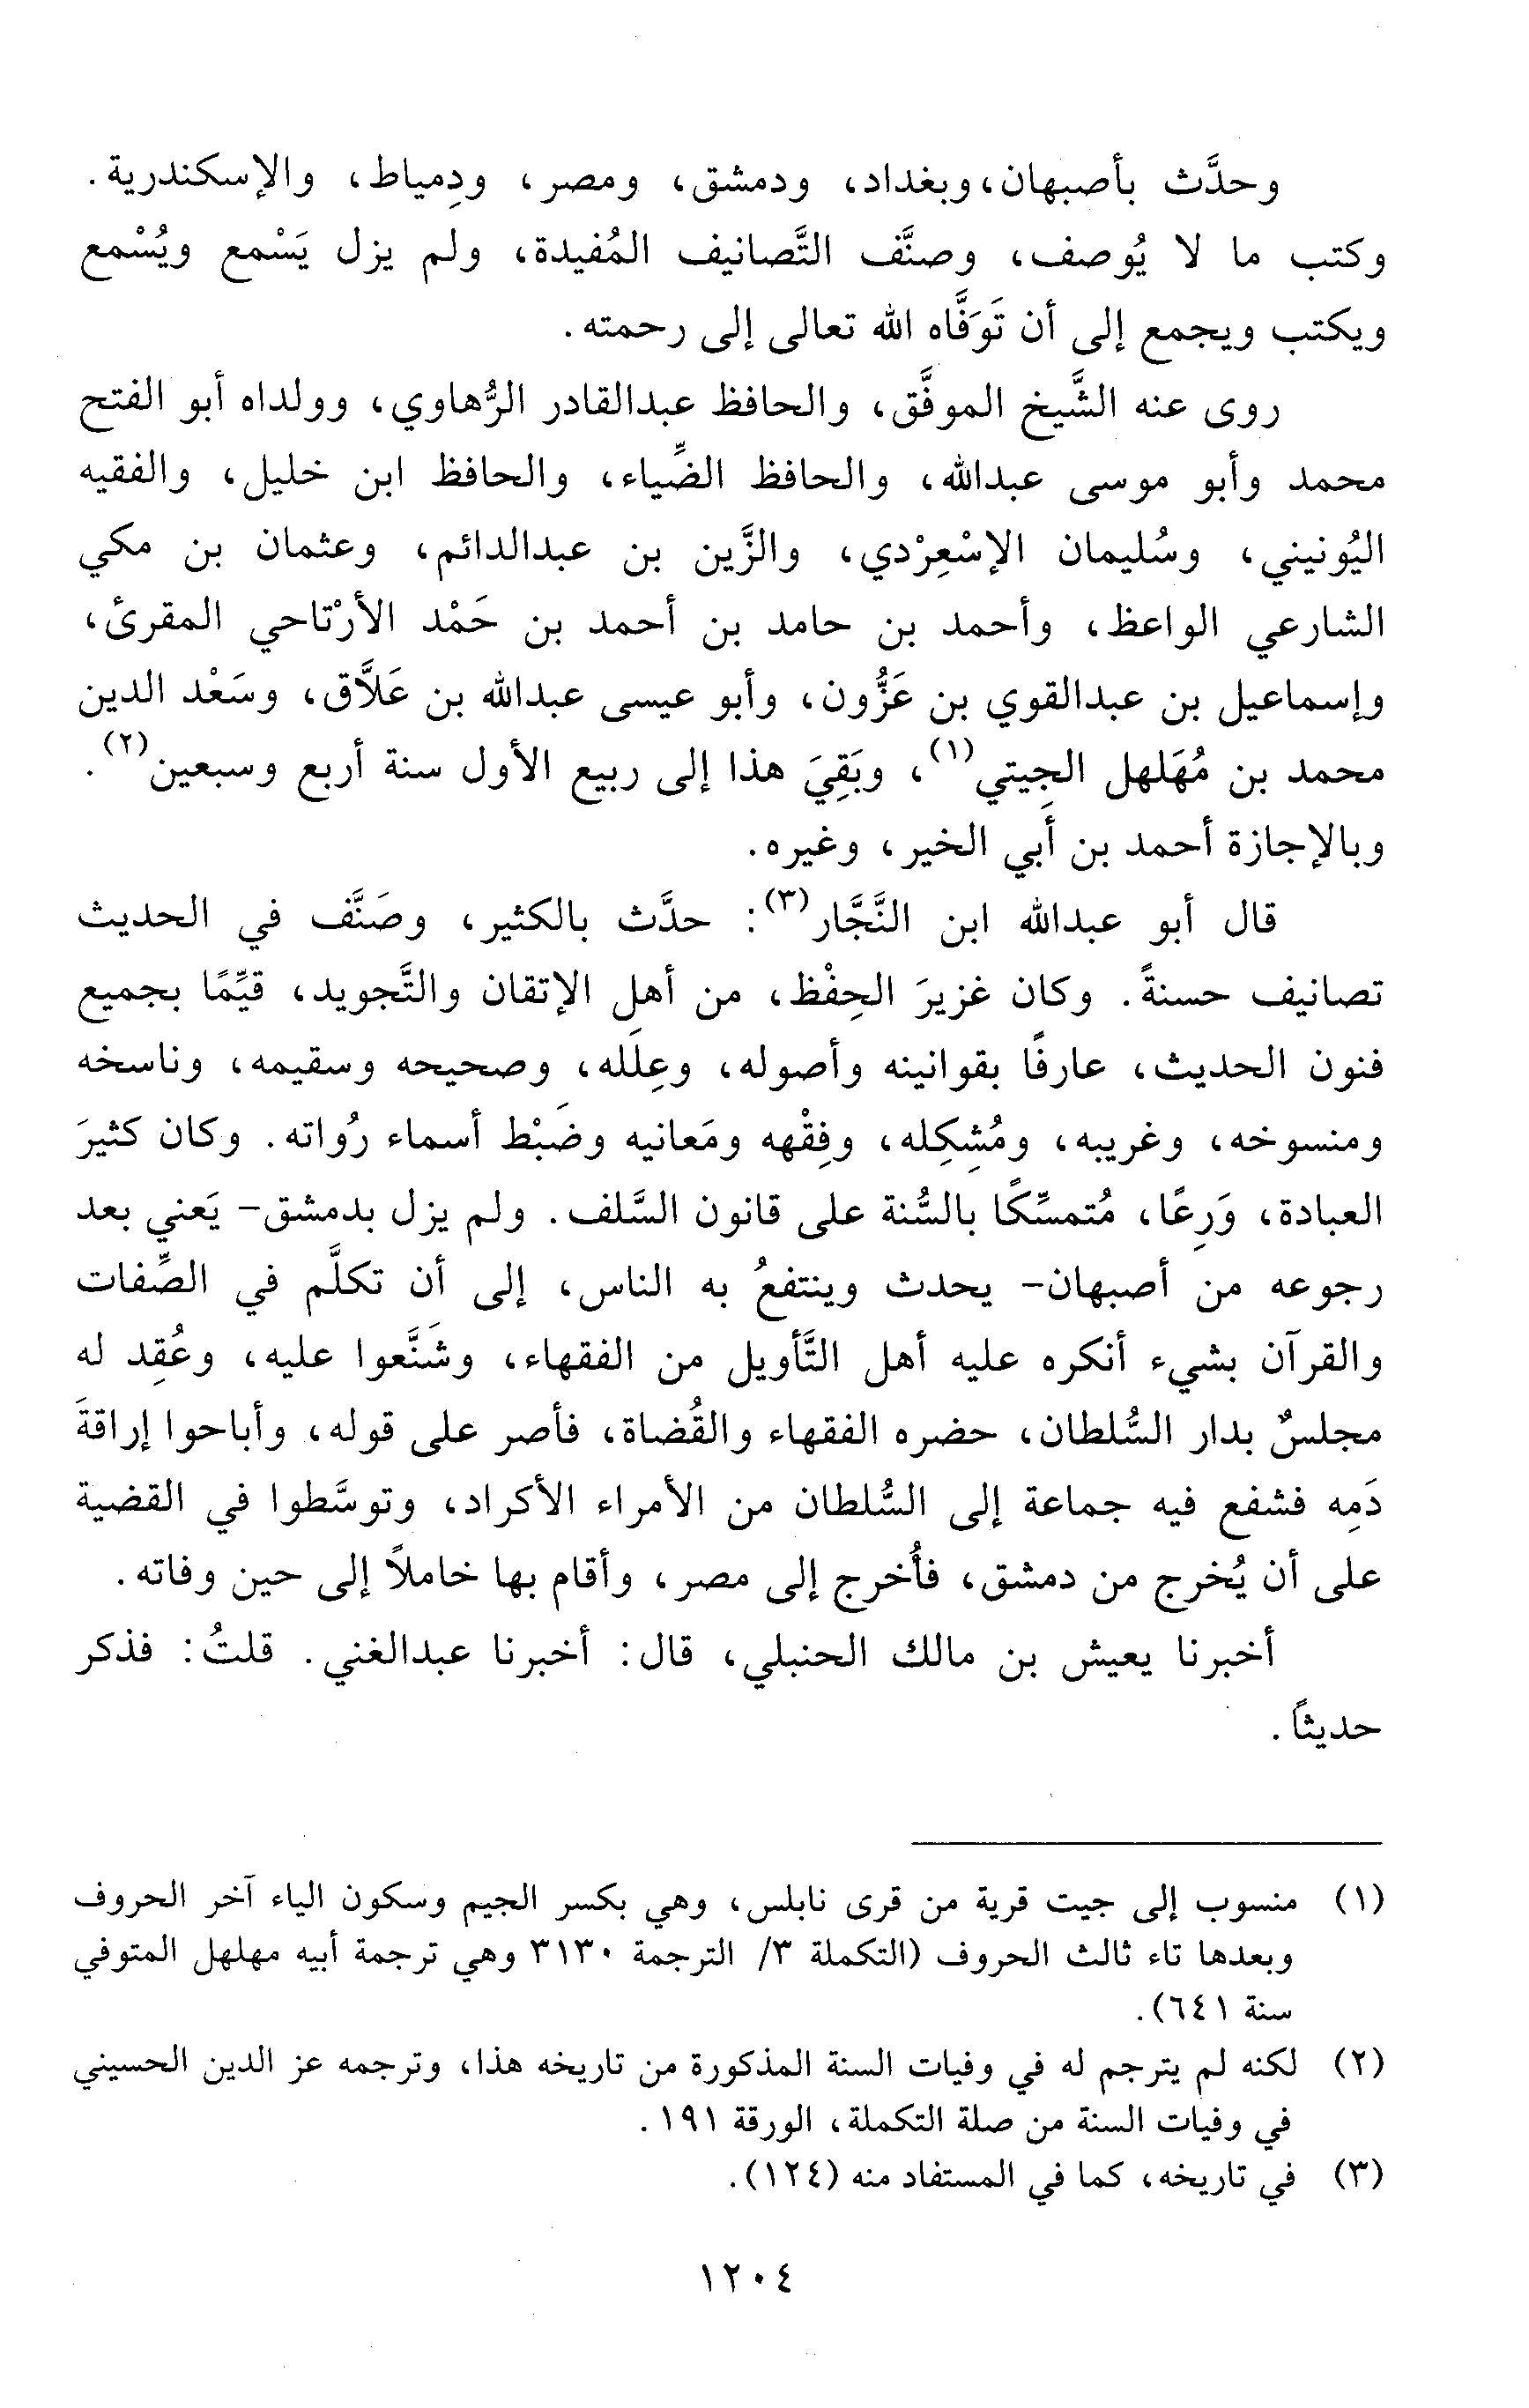 وحدَّث بأصبهان، وبغداد، ودمشق، ومصر، ودِمياط، والإسكندرية.
وكتب ما لا يُوصف، وصنَّف التَّصانيف المُفيدة، ولم يزل يَسْمع ويُسْمع
ويكتب ويجمع إلى أن تَوَفَّاه الله تعالى إلى رحمته.
روى عنه الشَّيخ الموفَّق، والحافظ عبدالقادر الرُّهاوي، وولداه أبو الفتح
محمد وأبو موسى عبدالله، والحافظ الضِّياء، والحافظ ابن خليل، والفقيه
اليُونيني، وسُليمان الإسْعِرْدي، والزَّين بن عبدالدائم، وعثمان بن مكي
الشارعي الواعظ، وأحمد بن حامد بن أحمد بن حَمْد الأرْتاحي المقرئ،
وإسماعيل بن عبدالقوي بن عَزُّون، وأبو عيسى عبدالله بن عَلاَّق، وسَعْد الدين
محمد بن مُهَلهل الجِيتي(١)، وبَقِيَ هذا إلى ربيع الأول سنة أربع وسبعين(٢).
وبالإجازة أحمد بن أَبي الخير، وغيره.
قال أبو عبدالله ابن النَّجَّار(٣): حدَّث بالكثير، وصَنَّف في الحديث
تصانيف حسنةً. وكان غزيرَ الحِفْظ، من أهل الإتقان والتَّجويد، قيِّمًا بجميع
فنون الحديث، عارفًا بقوانينه وأصوله، وعِلَله، وصحيحه وسقيمه، وناسخه
ومنسوخه، وغريبه، ومُشِكِله، وفِقْهه ومَعانيه وضَبْط أسماء رُواته. وكان كثيرَ
العبادة، وَرِعًا، مُتمسِّكًا بالسُّنة على قانون السَّلف. ولم يزل بدمشق- يَعني بعد
رجوعه من أصبهان- يحدث وينتفعُ به الناس، إلى أن تكلَّم في الصِّفات
والقرآن بشيء أنكره عليه أهل التَّأويل من الفقهاء، وشَنَّعوا عليه، وعُقِد له
مجلسٌ بدار السُّلطان، حضره الفقهاء والقُضاة، فأصر على قوله، وأباحوا إراقةَ
دَمِه فشفع فيه جماعة إلى السُّلطان من الأمراء الأكراد، وتوسَّطوا في القضية
على أن يُخرج من دمشق، فأُخرج إلى مصر، وأقام بها خاملاً إلى حين وفاته.
أخبرنا يعيش بن مالك الحنبلي، قال: أخبرنا عبدالغني. قلتُ: فذكر
حديثاً.
(١) منسوب إلى جيت قرية من قرى نابلس، وهي بكسر الجيم وسكون الياء آخر الحروف
وبعدها تاء ثالث الحروف (التكملة ٣/ الترجمة ٣١٣٠ وهي ترجمة أبيه مهلهل المتوفي
سنة ٦٤١).
(٢) لكنه لم يترجم له في وفيات السنة المذكورة من تاريخه هذا، وترجمه عز الدين الحسيني
في وفيات السنة من صلة التكملة، الورقة ١٩١.
(٣) في تاريخه، كما في المستفاد منه (١٢٤).
١٢٠٤